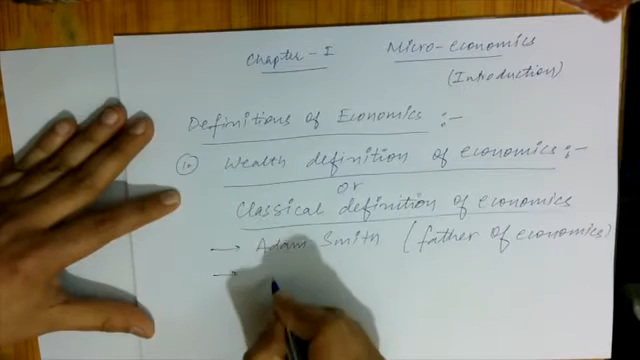 Chapter - I Micro-economics
(Introduction)
Definitions of Economics :-
1. Wealth definition of economics :-
or
Classical definition of economics
→ Adam Smith (father of economics)
→